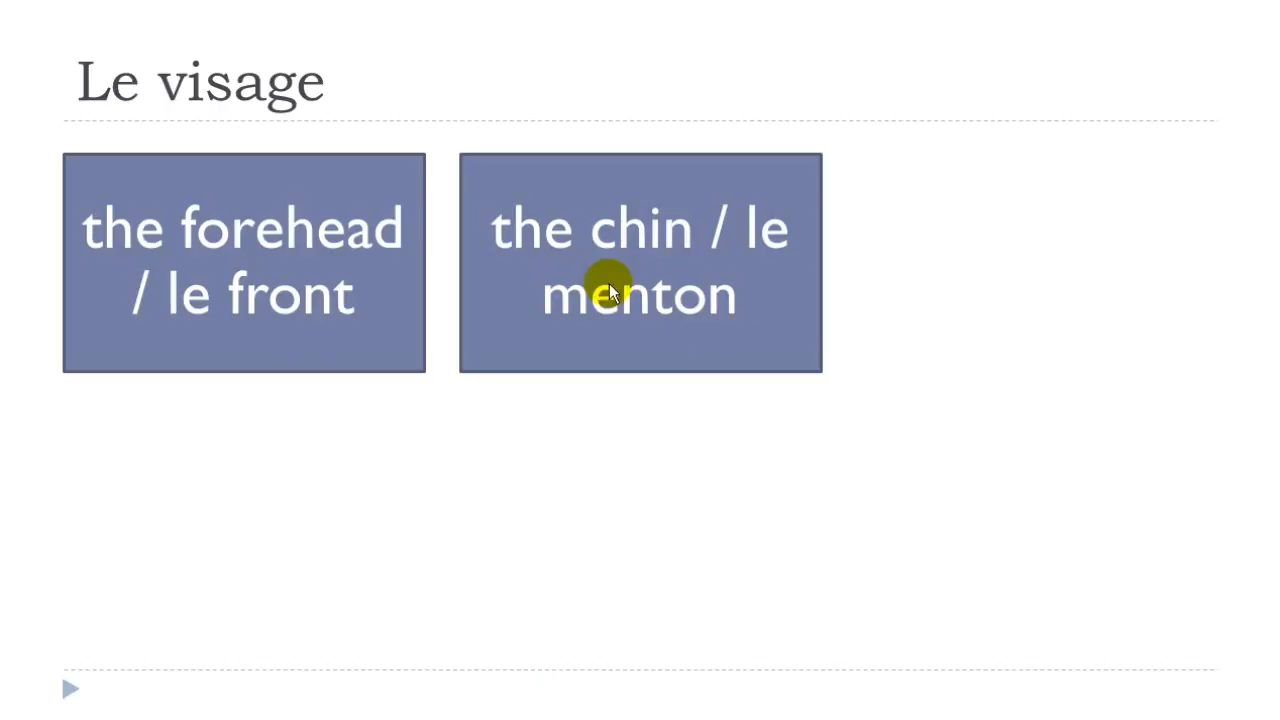 Le visage
the forehead
/ le front
the chin / le
menton